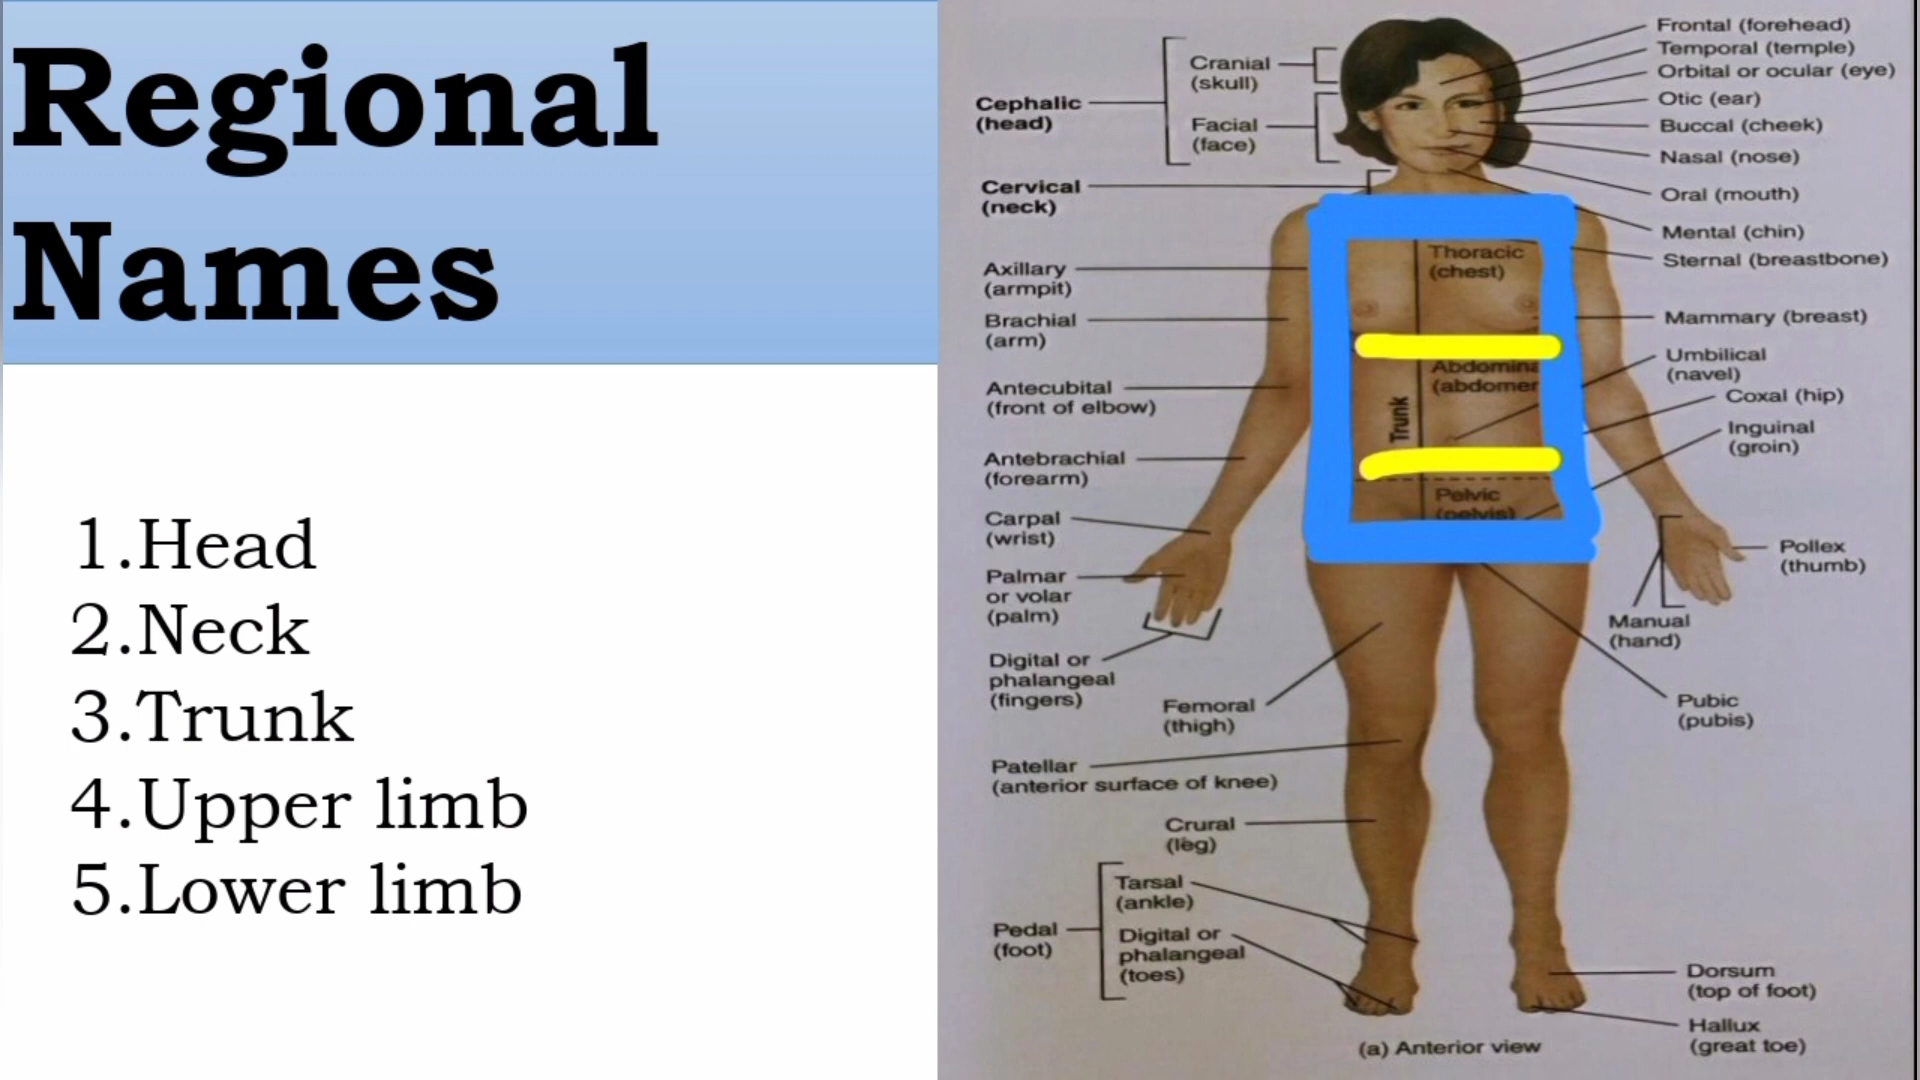 Regional
Names
1.Head
2.Neck
3.Trunk
4.Upper limb
5.Lower limb
Cephalic
(head)
Cranial
(skull)
Facial
(face)
Cervical
(neck)
Axillary
(armpit)
Brachial
(arm)
Antecubital
(front of elbow)
Antebrachial
(forearm)
Carpal
(wrist)
Palmar
or volar
(palm)
Digital or
phalangeal
(fingers)
Femoral
(thigh)
Patellar
(anterior surface of knee)
Crural
(leg)
Pedal
(foot)
Tarsal
(ankle)
Digital or
phalangeal
(toes)
Thoracic
(chest)
Abdomina
(abdomen
Trunk
Pelvic
(pelvis)
Frontal (forehead)
Temporal (temple)
Orbital or ocular (eye)
Otic (ear)
Buccal (cheek)
Nasal (nose)
Oral (mouth)
Mental (chin)
Sternal (breastbone)
Mammary (breast)
Umbilical
(navel)
Coxal (hip)
Inguinal
(groin)
Pollex
(thumb)
Manual
(hand)
Pubic
(pubis)
Dorsum
(top of foot)
Hallux
(great toe)
(a) Anterior view